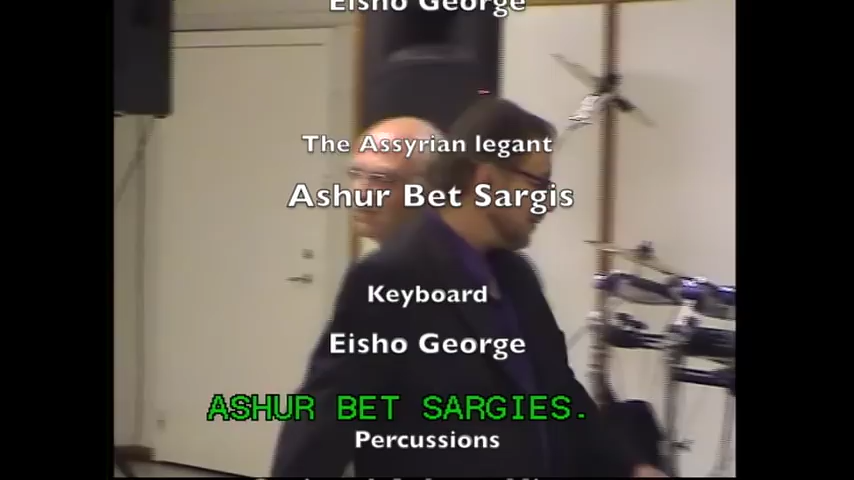 Eisho George
The Assyrian legant
Ashur Bet Sargis
Keyboard
Eisho George
ASHUR BET SARGIES.
Percussions